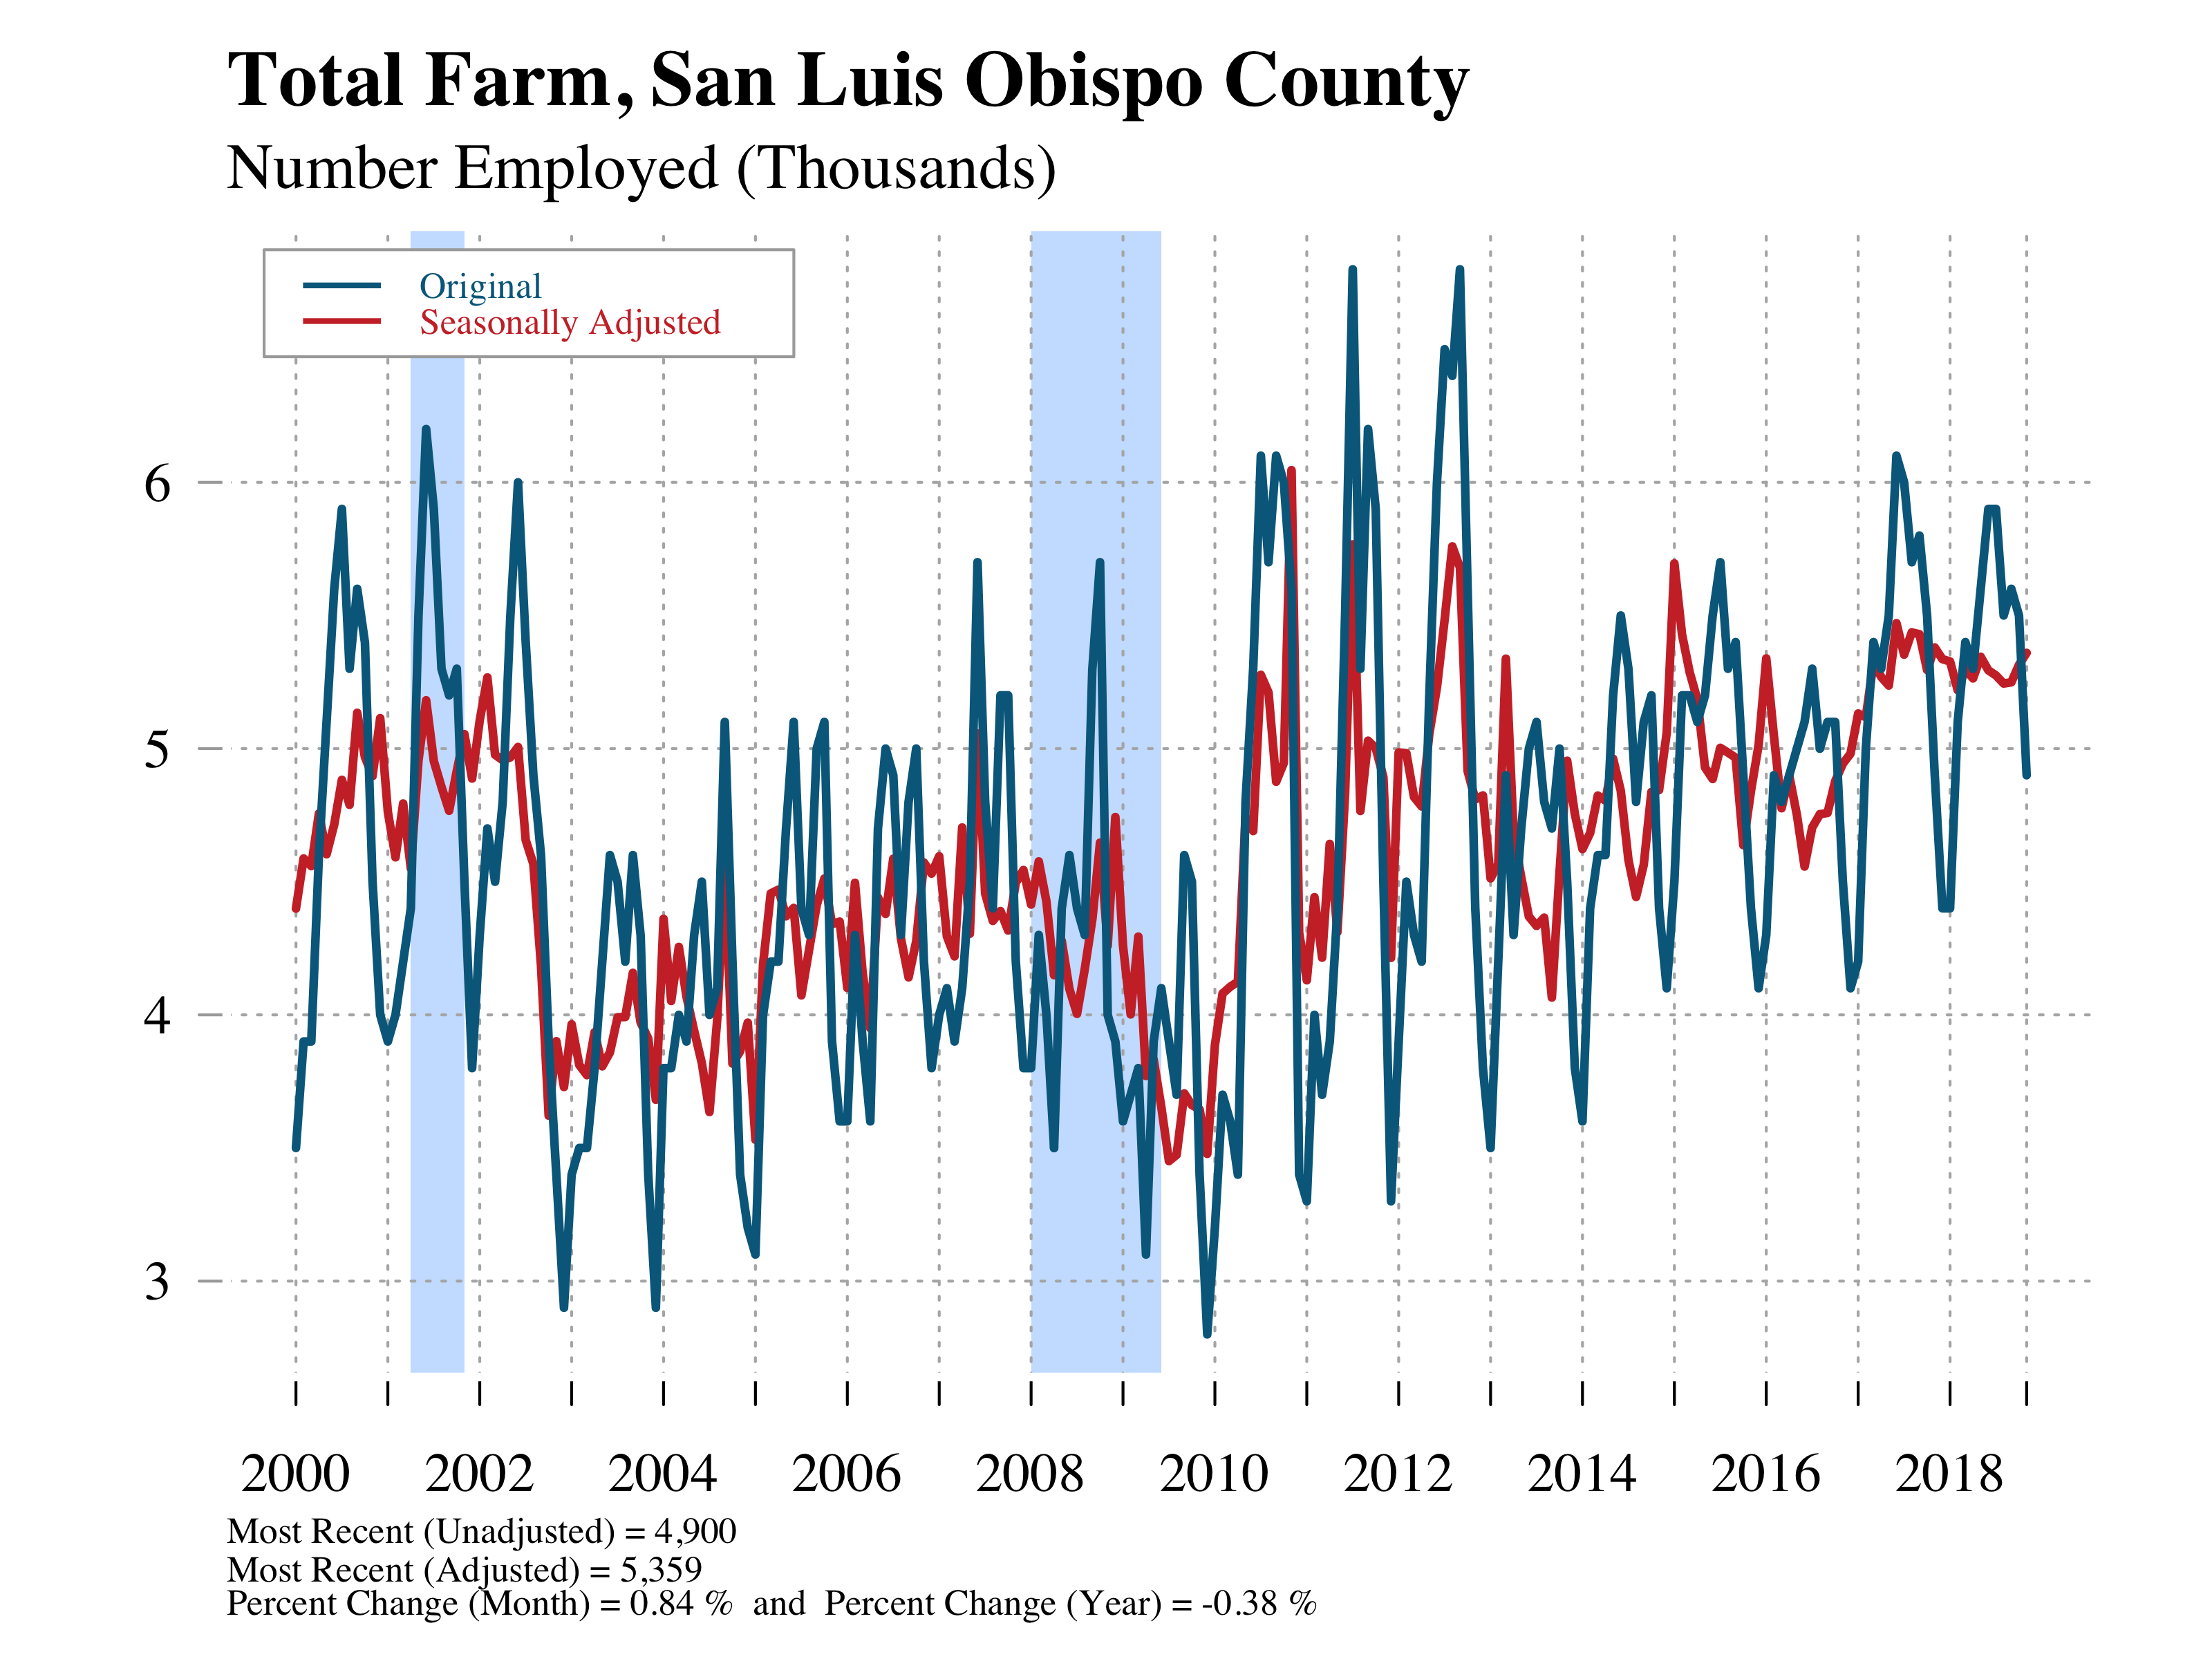 Total Farm, San Luis Obispo County
Number Employed (Thousands)
Original
Seasonally Adjusted
6
5
4
3
2000 2002 2004 2006 2008 2010 2012 2014 2016 2018
Most Recent (Unadjusted) = 4,900
Most Recent (Adjusted) = 5,359
Percent Change (Month) = 0.84 % and Percent Change (Year) = -0.38 %